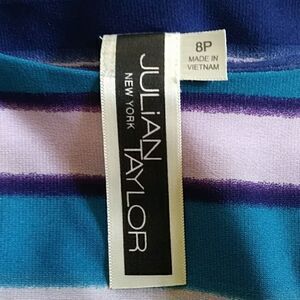 JULiAN
TAYLOR
NEW YORK
8P
MADE IN
VIETNAM